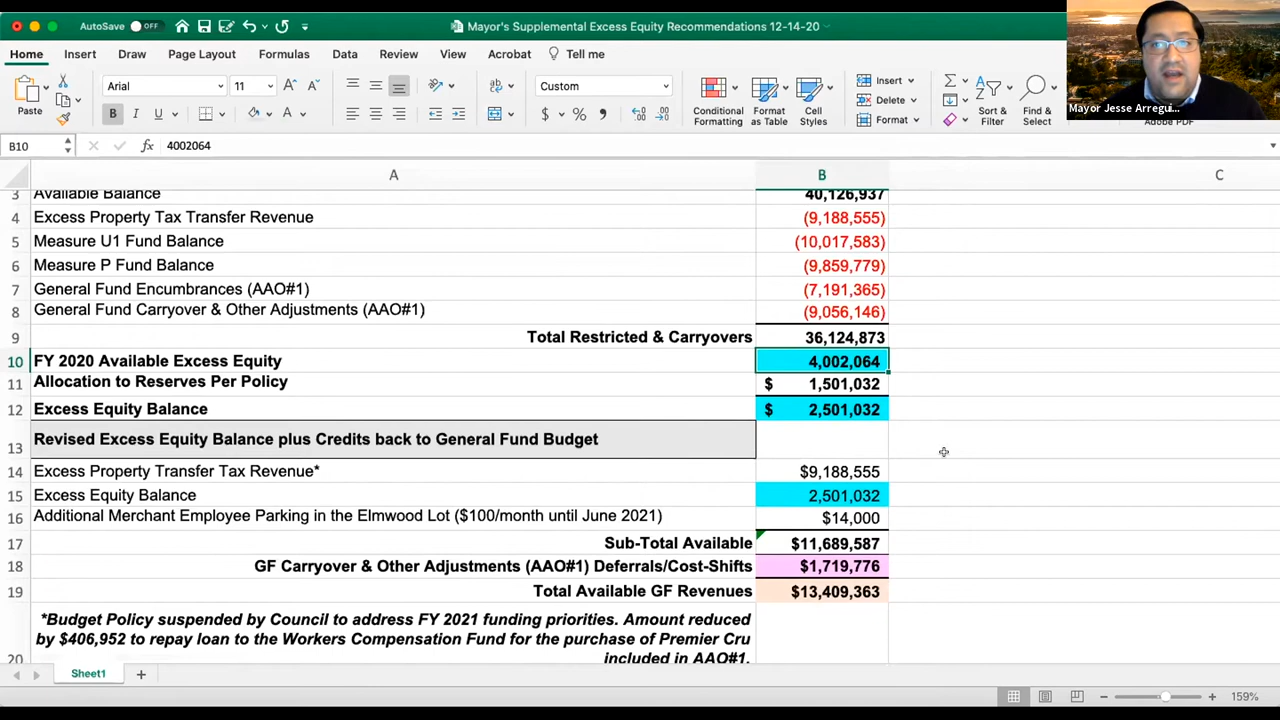 AutoSave OFF
Mayor's Supplemental Excess Equity Recommendations 12-14-20
Home Insert Draw Page Layout Formulas Data Review View Acrobat Tell me
Paste
Arial 11
B I U
Custom
$ % ,
Conditional Formatting
Format as Table
Cell Styles
Insert
Delete
Format
Sort & Filter
Find & Select
Mayor Jesse Arregui...
B10 fx 4002064
A B C
3 Available Balance 40,126,937
4 Excess Property Tax Transfer Revenue (9,188,555)
5 Measure U1 Fund Balance (10,017,583)
6 Measure P Fund Balance (9,859,779)
7 General Fund Encumbrances (AAO#1) (7,191,365)
8 General Fund Carryover & Other Adjustments (AAO#1) (9,056,146)
9 Total Restricted & Carryovers 36,124,873
10 FY 2020 Available Excess Equity 4,002,064
11 Allocation to Reserves Per Policy $ 1,501,032
12 Excess Equity Balance $ 2,501,032
13 Revised Excess Equity Balance plus Credits back to General Fund Budget
14 Excess Property Transfer Tax Revenue* $9,188,555
15 Excess Equity Balance 2,501,032
16 Additional Merchant Employee Parking in the Elmwood Lot ($100/month until June 2021) $14,000
17 Sub-Total Available $11,689,587
18 GF Carryover & Other Adjustments (AAO#1) Deferrals/Cost-Shifts $1,719,776
19 Total Available GF Revenues $13,409,363
*Budget Policy suspended by Council to address FY 2021 funding priorities. Amount reduced
by $406,952 to repay loan to the Workers Compensation Fund for the purchase of Premier Cru
20 included in AAO#1.
Sheet1
159%